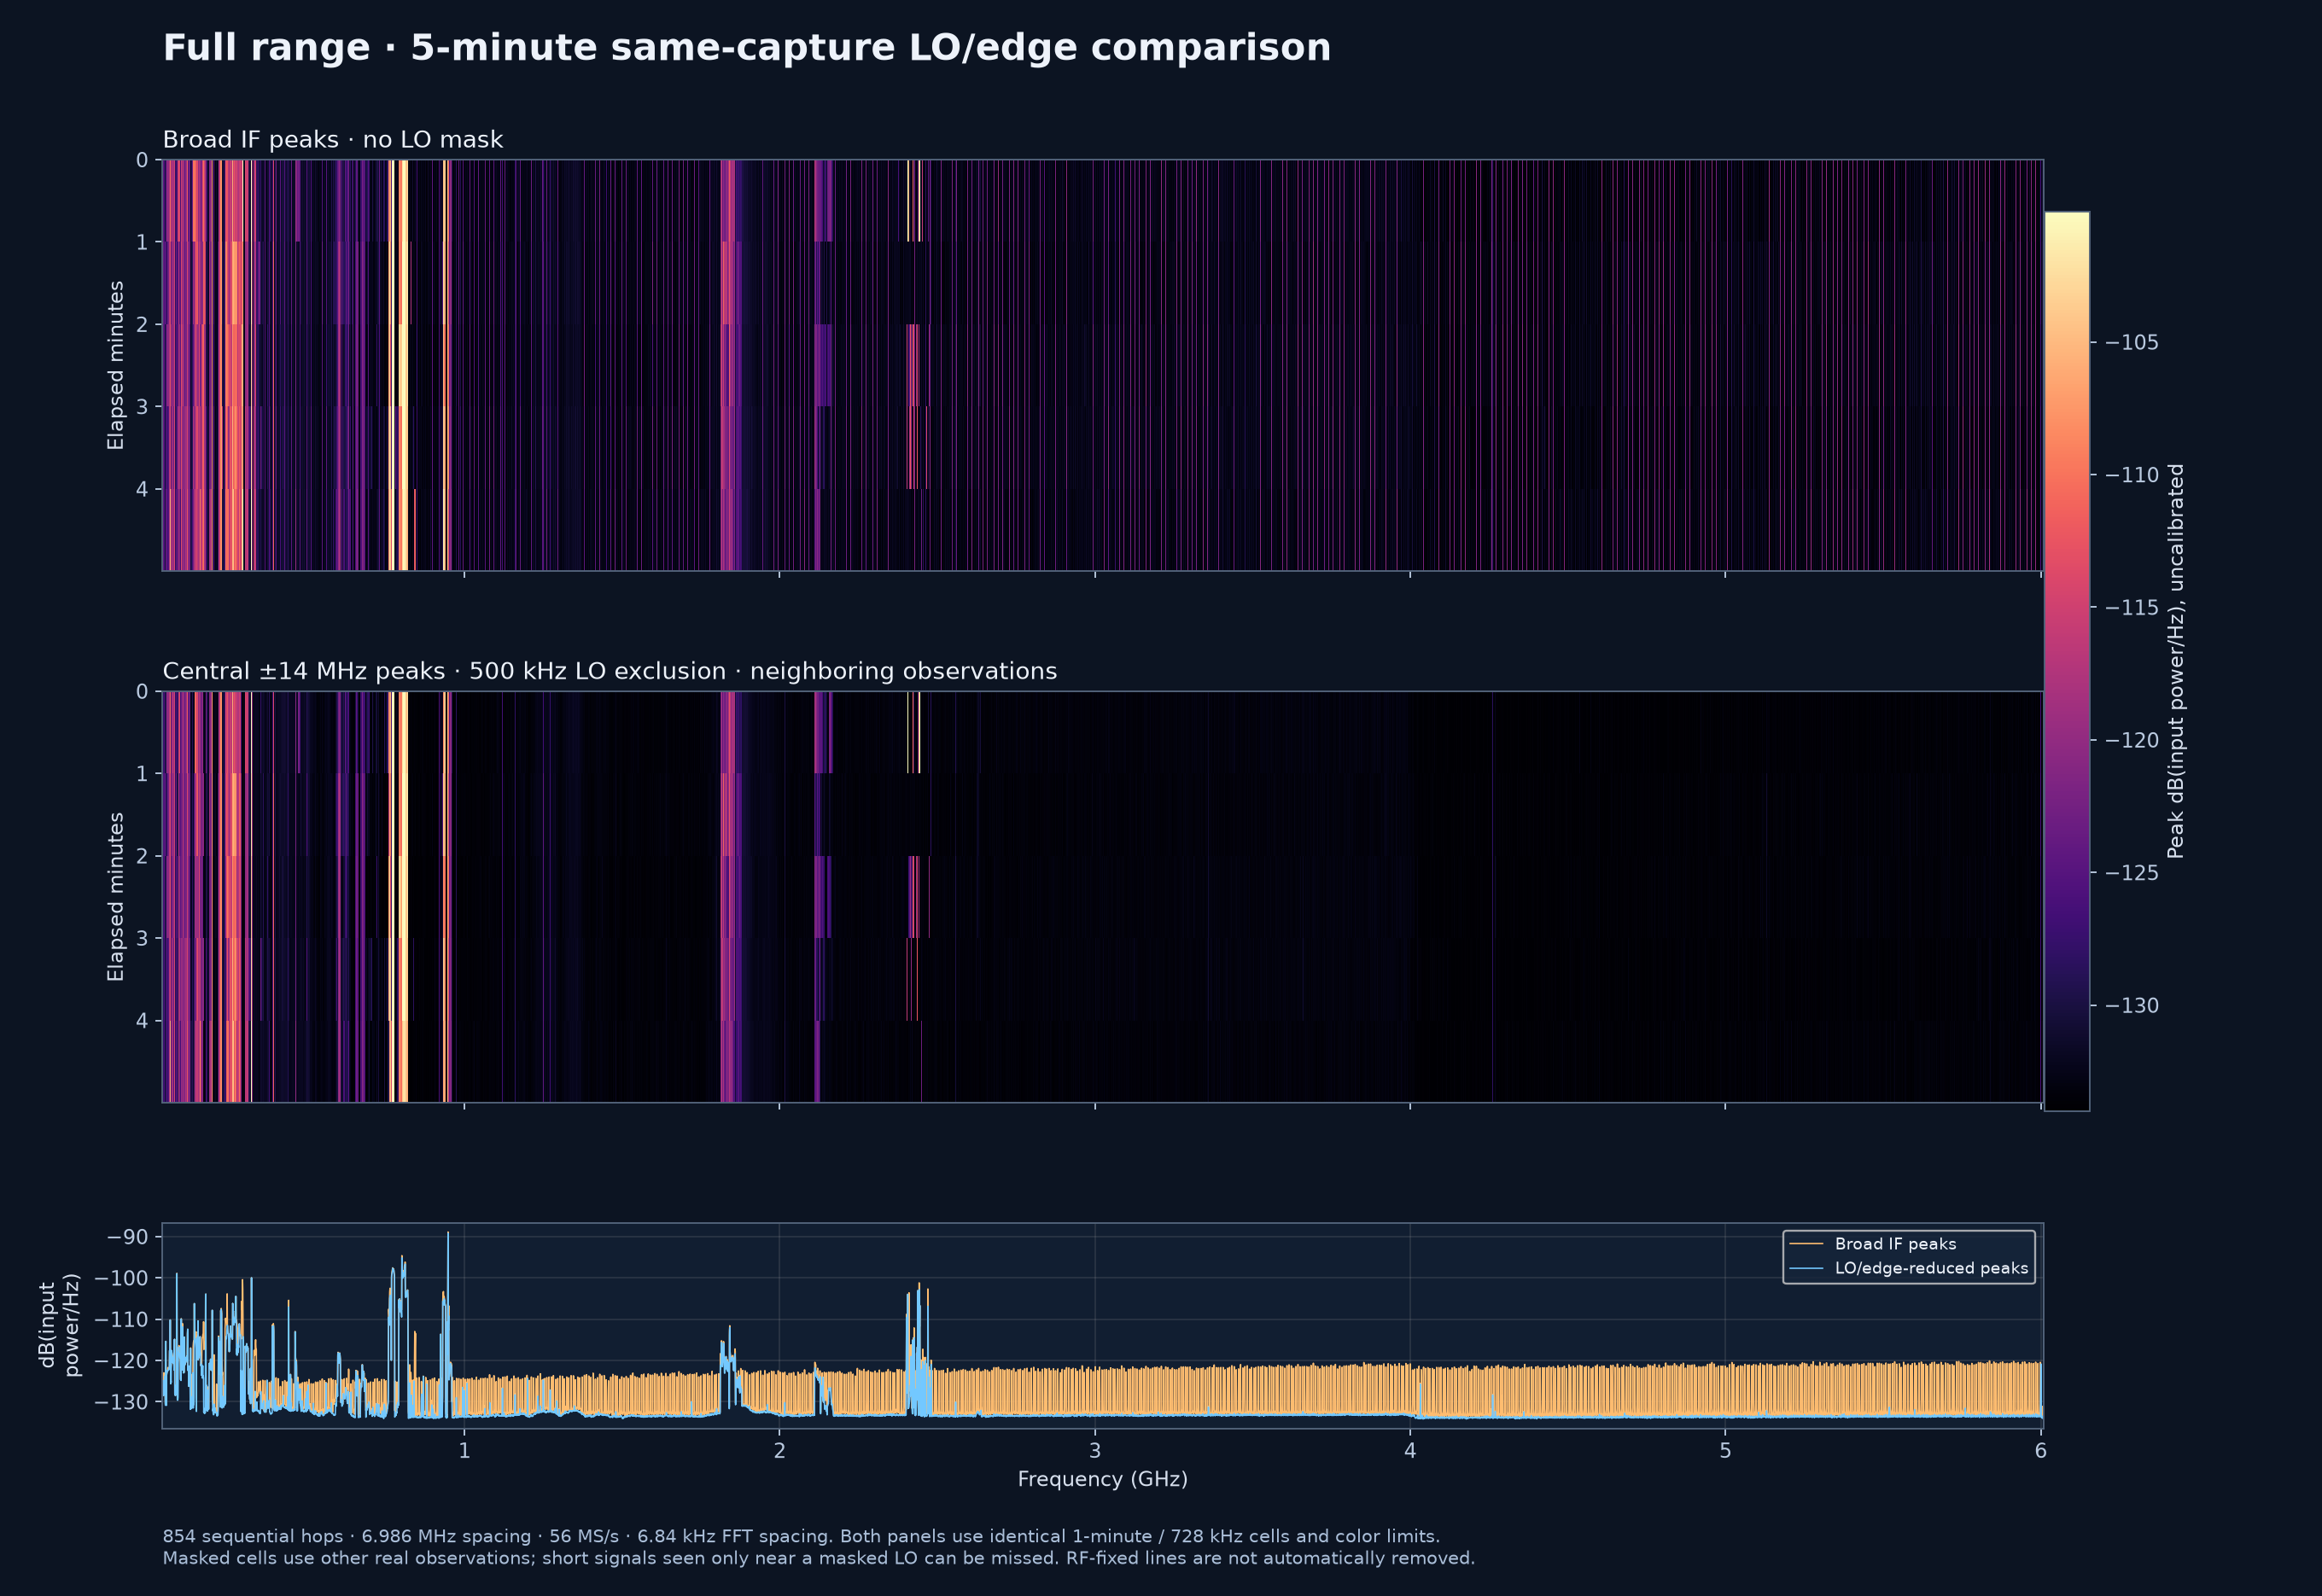 Full range · 5-minute same-capture LO/edge comparison
Broad IF peaks · no LO mask
0
1
2
3
4
Elapsed minutes
−105
−110
−115
−120
−125
−130
Peak dB(input power/Hz), uncalibrated
Central ±14 MHz peaks · 500 kHz LO exclusion · neighboring observations
0
1
2
3
4
Elapsed minutes
−90
−100
−110
−120
−130
dB(input
power/Hz)
Broad IF peaks
LO/edge-reduced peaks
1 2 3 4 5 6
Frequency (GHz)
854 sequential hops · 6.986 MHz spacing · 56 MS/s · 6.84 kHz FFT spacing. Both panels use identical 1-minute / 728 kHz cells and color limits.
Masked cells use other real observations; short signals seen only near a masked LO can be missed. RF-fixed lines are not automatically removed.